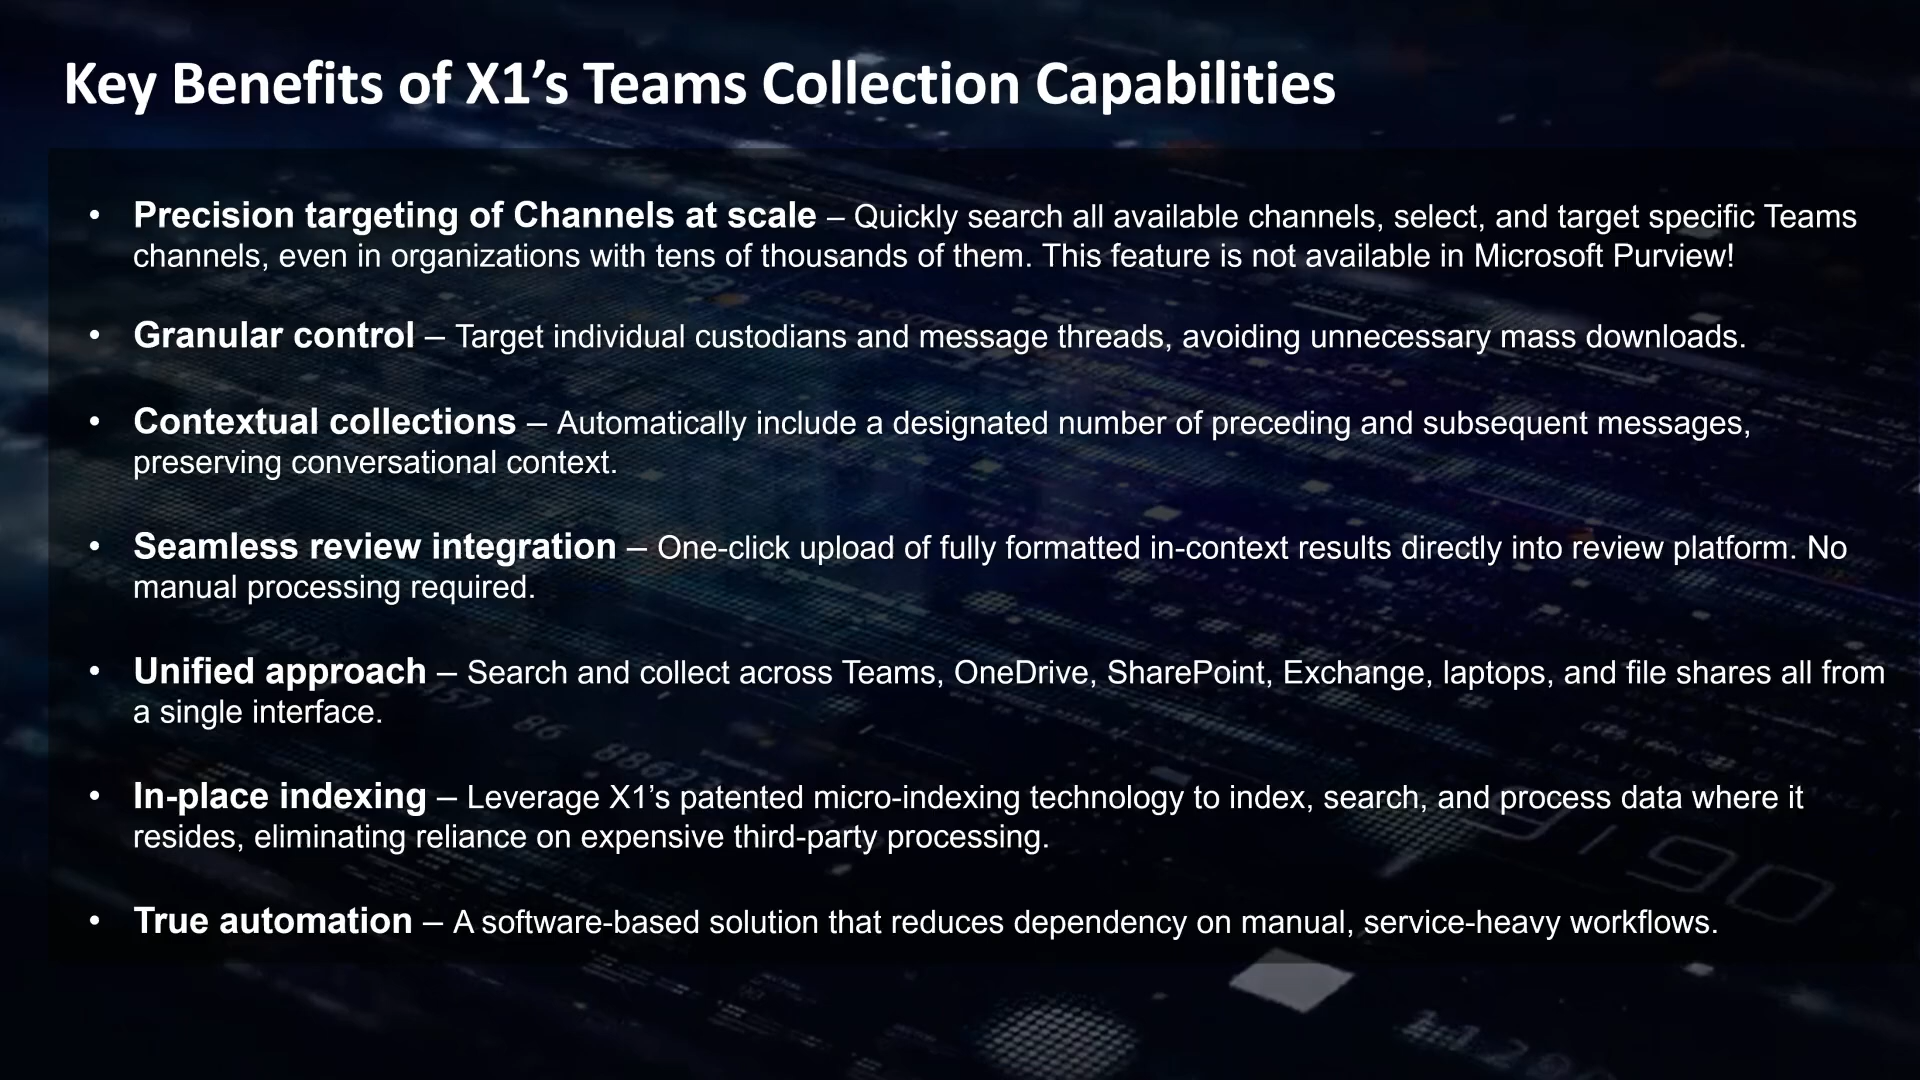 Key Benefits of X1’s Teams Collection Capabilities
• Precision targeting of Channels at scale – Quickly search all available channels, select, and target specific Teams
channels, even in organizations with tens of thousands of them. This feature is not available in Microsoft Purview!
• Granular control – Target individual custodians and message threads, avoiding unnecessary mass downloads.
• Contextual collections – Automatically include a designated number of preceding and subsequent messages,
preserving conversational context.
• Seamless review integration – One-click upload of fully formatted in-context results directly into review platform. No
manual processing required.
• Unified approach – Search and collect across Teams, OneDrive, SharePoint, Exchange, laptops, and file shares all from
a single interface.
• In-place indexing – Leverage X1’s patented micro-indexing technology to index, search, and process data where it
resides, eliminating reliance on expensive third-party processing.
• True automation – A software-based solution that reduces dependency on manual, service-heavy workflows.
86
9190